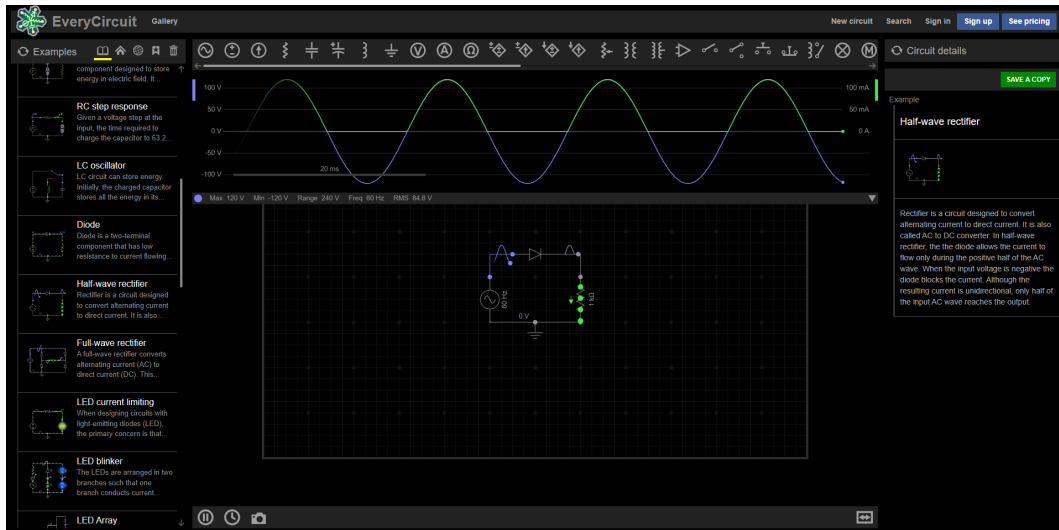 EveryCircuit Gallery New circuit Search Sign in Sign up See pricing
Examples
component designed to store
energy in electric field. It...
RC step response
Given a voltage step at the
input, the time required to
charge the capacitor to 63.2...
LC oscillator
LC circuit can store energy.
Initially, the charged capacitor
stores all the energy in its...
Diode
Diode is a two-terminal
component that has low
resistance to current flowing...
Half-wave rectifier
Rectifier is a circuit designed
to convert alternating current
to direct current. It is also...
Full-wave rectifier
A full-wave rectifier converts
alternating current (AC) to
direct current (DC). This...
LED current limiting
When designing circuits with
light-emitting diodes (LED),
the primary concern is that...
LED blinker
The LEDs are arranged in two
branches such that one
branch conducts current...
LED Array
V A Ω M
100 V 100 mA
50 V 50 mA
0 V 0 A
-50 V
-100 V
20 ms
Max 120 V Min -120 V Range 240 V Freq 60 Hz RMS 84.8 V
60 Hz
0 V
1 kΩ
Circuit details
SAVE A COPY
Example
Half-wave rectifier
Rectifier is a circuit designed to convert
alternating current to direct current. It is also
called AC to DC converter. In half-wave
rectifier, the the diode allows the current to
flow only during the positive half of the AC
wave. When the input voltage is negative the
diode blocks the current. Although the
resulting current is unidirectional, only half of
the input AC wave reaches the output.